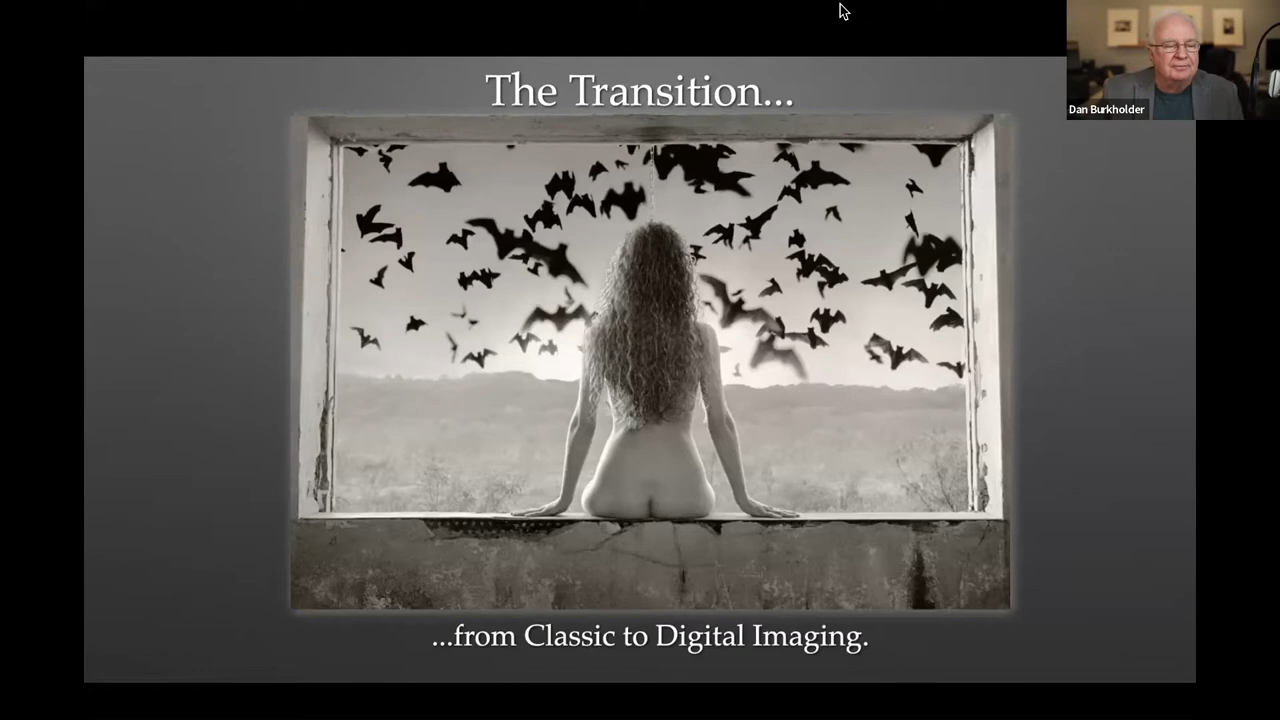 The Transition...
Dan Burkholder
...from Classic to Digital Imaging.